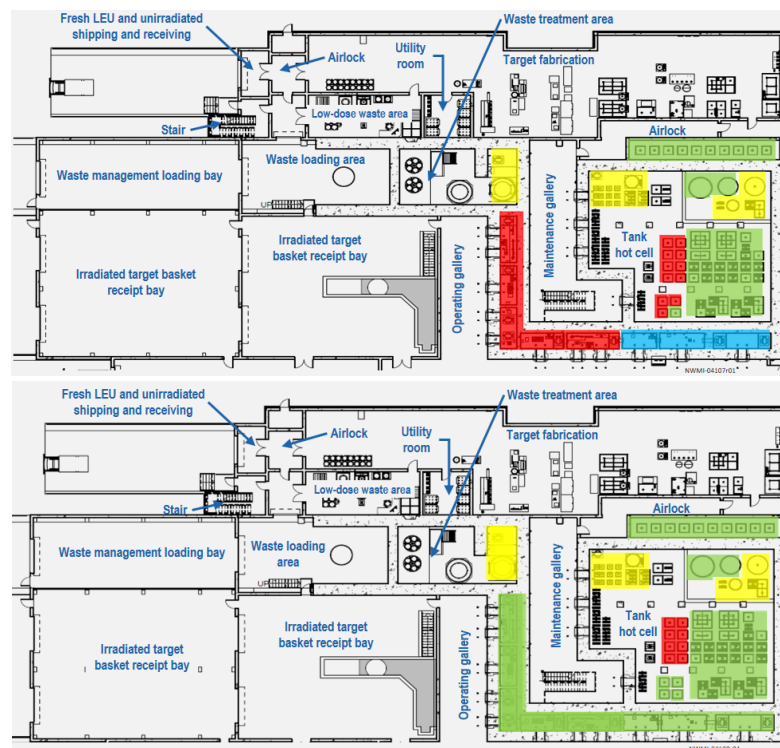 Fresh LEU and unirradiated
shipping and receiving
Waste treatment area
Airlock
Utility
room
Target fabrication
Low-dose waste area
Stair
Airlock
Waste loading area
Waste management loading bay
UP
Irradiated target
basket receipt bay
Irradiated target basket
receipt bay
Operating gallery
Maintenance gallery
Tank
hot cell
NWMI-04107r01
Fresh LEU and unirradiated
shipping and receiving
Waste treatment area
Airlock
Utility
room
Target fabrication
Low-dose waste area
Stair
Airlock
Waste management loading bay
Waste loading
area
UP
Irradiated target
basket receipt bay
Irradiated target
basket receipt bay
Operating gallery
Maintenance gallery
Tank
hot cell